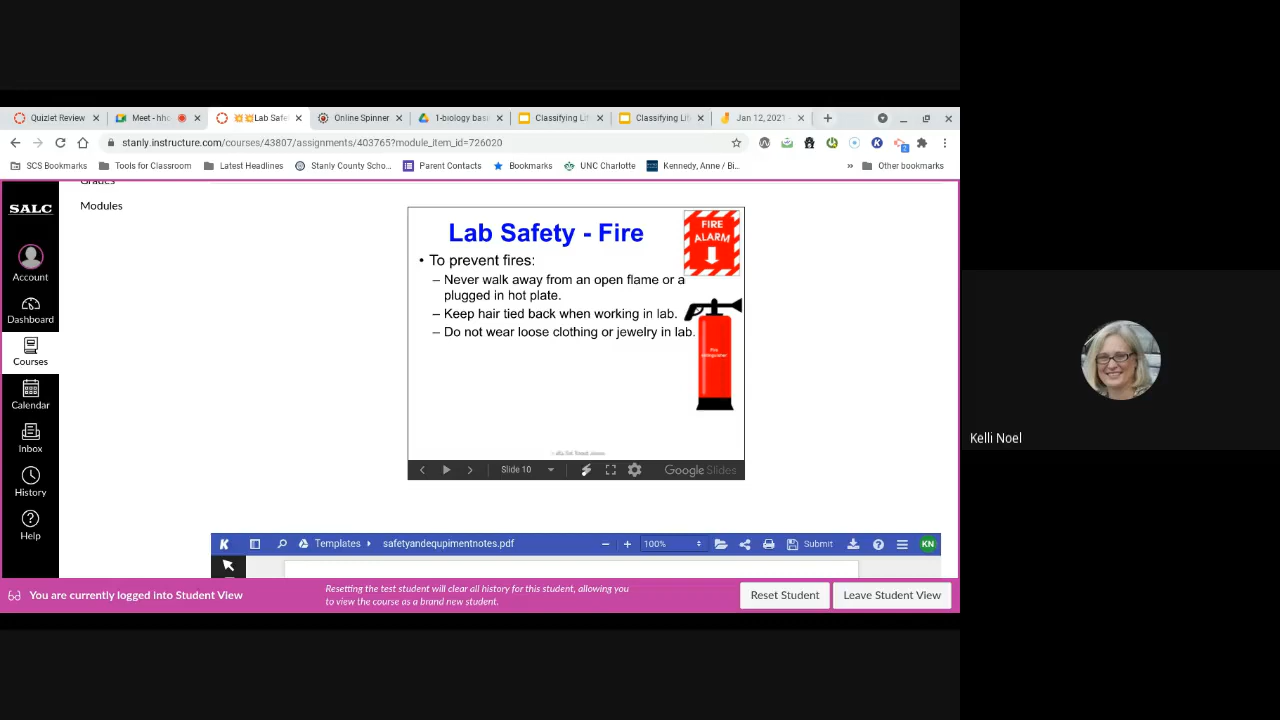 Quizlet Review
Meet - hhc
💥💥Lab Safe
Online Spinner
1-biology bas
Classifying Li
Classifying Li
Jan 12, 2021 -
stanly.instructure.com/courses/43807/assignments/403765?module_item_id=726020
SCS Bookmarks
Tools for Classroom
Latest Headlines
Stanly County Scho...
Parent Contacts
Bookmarks
UNC Charlotte
Kennedy, Anne / Bi...
»
Other bookmarks
SALC
Account
Dashboard
Courses
Calendar
Inbox
History
Help
Grades
Modules
Lab Safety - Fire
FIRE
ALARM
• To prevent fires:
– Never walk away from an open flame or a
plugged in hot plate.
– Keep hair tied back when working in lab.
– Do not wear loose clothing or jewelry in lab.
Fire
extinguisher
Slide 10
Google Slides
K
Templates
safetyandequpimentnotes.pdf
100%
Submit
KN
You are currently logged into Student View
Resetting the test student will clear all history for this student, allowing you
to view the course as a brand new student.
Reset Student
Leave Student View
Kelli Noel